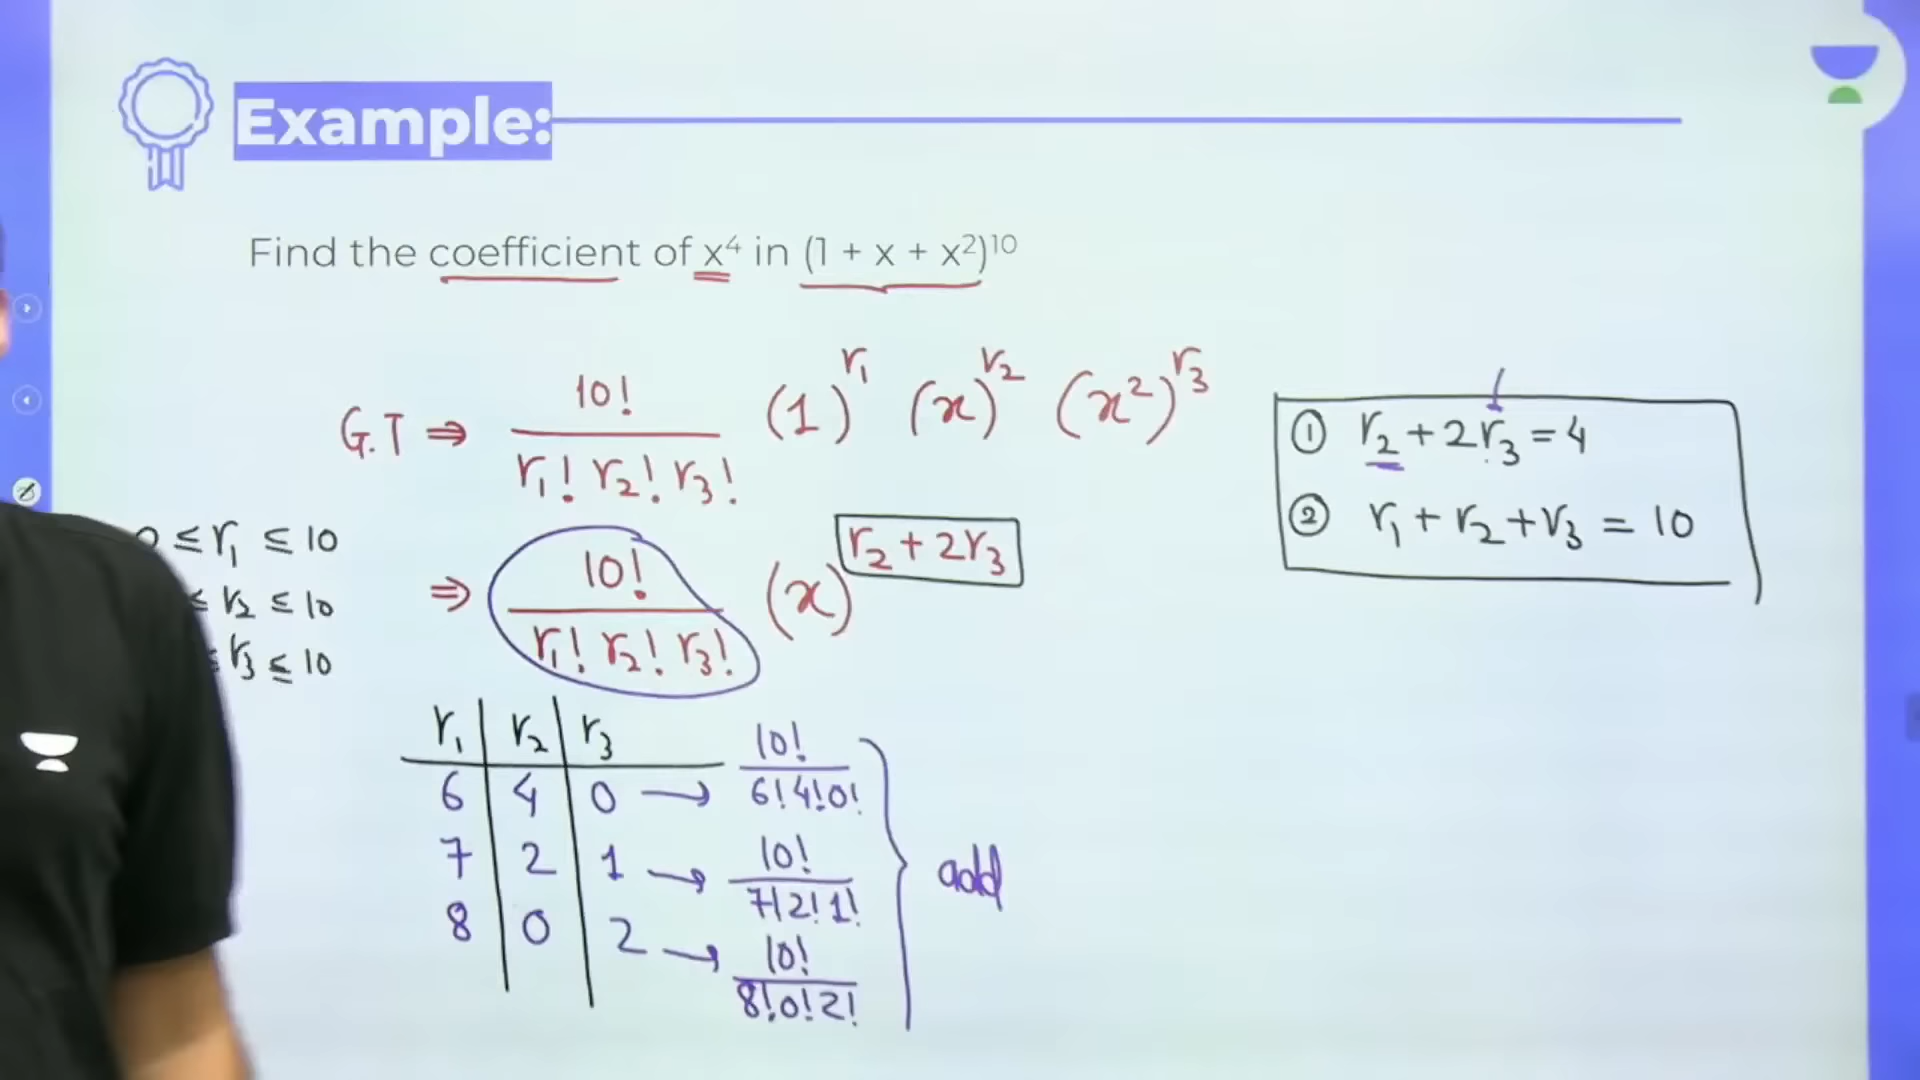 Example:
Find the coefficient of x⁴ in (1 + x + x²)¹⁰
G.T ⇒ 10! / r₁! r₂! r₃! (1)^r₁ (x)^r₂ (x²)^r₃
① r₂ + 2r₃ = 4
② r₁ + r₂ + r₃ = 10
≤ r₁ ≤ 10
≤ r₂ ≤ 10
≤ r₃ ≤ 10
⇒ 10! / r₁! r₂! r₃! (x)^r₂ + 2r₃
r₁ r₂ r₃
6 4 0 → 10! / 6! 4! 0!
7 2 1 → 10! / 7! 2! 1!
8 0 2 → 10! / 8! 0! 2!
add